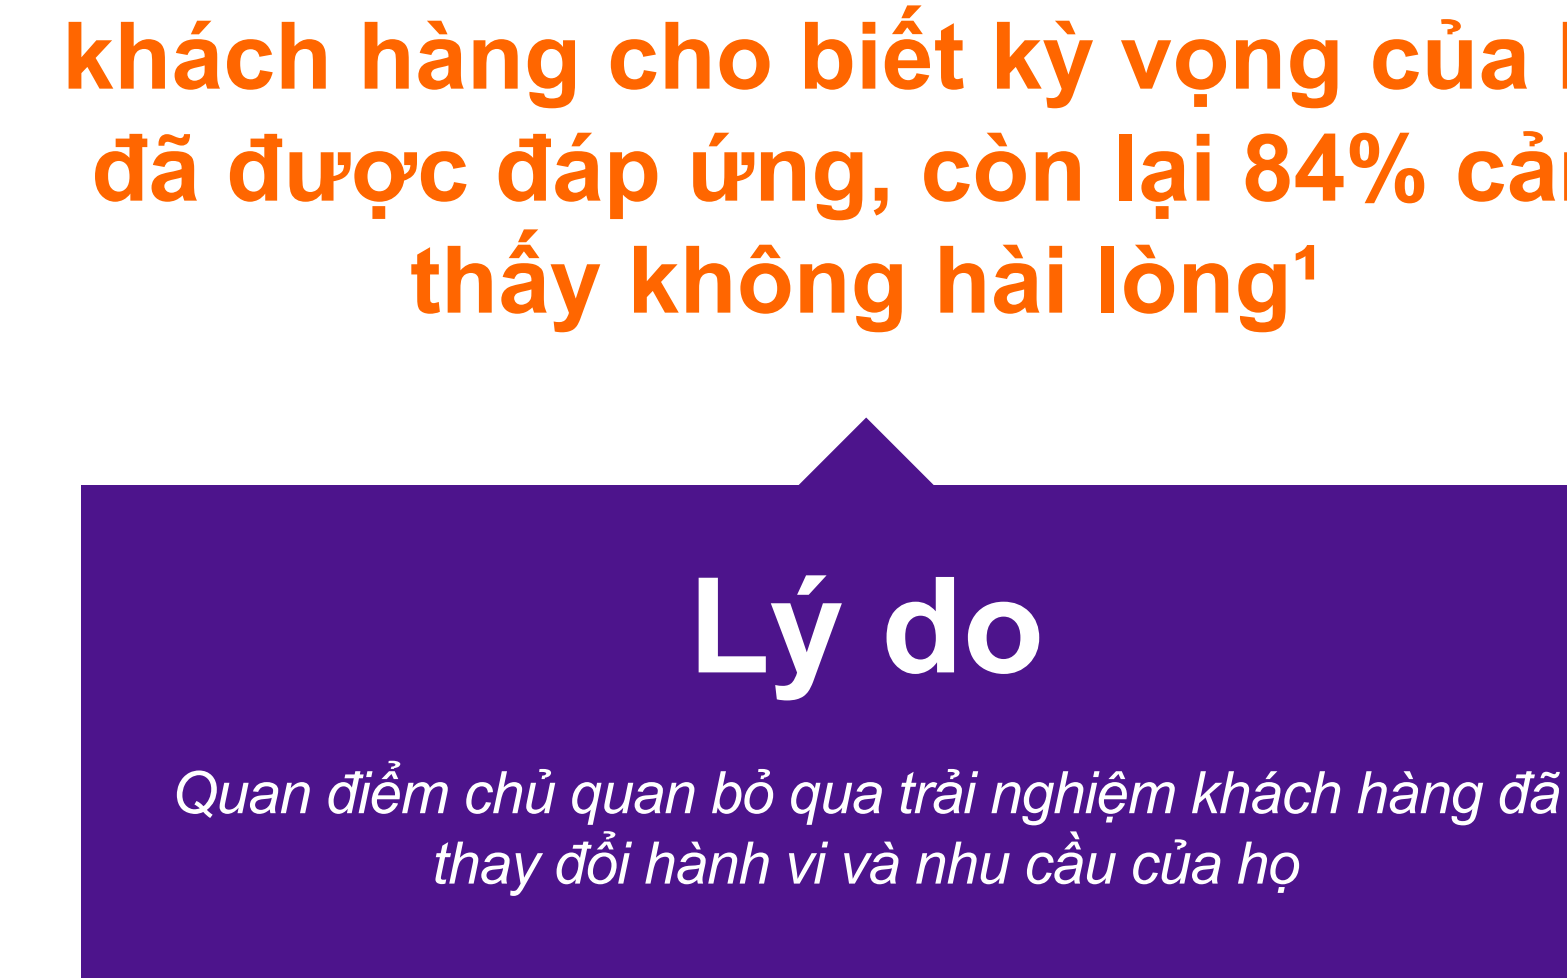 khách hàng cho biết kỳ vọng của
đã được đáp ứng, còn lại 84%
thấy không hài lòng¹
Lý do
Quan điểm chủ quan bỏ qua trải nghiệm khách hàng đã
thay đổi hành vi và nhu cầu của họ